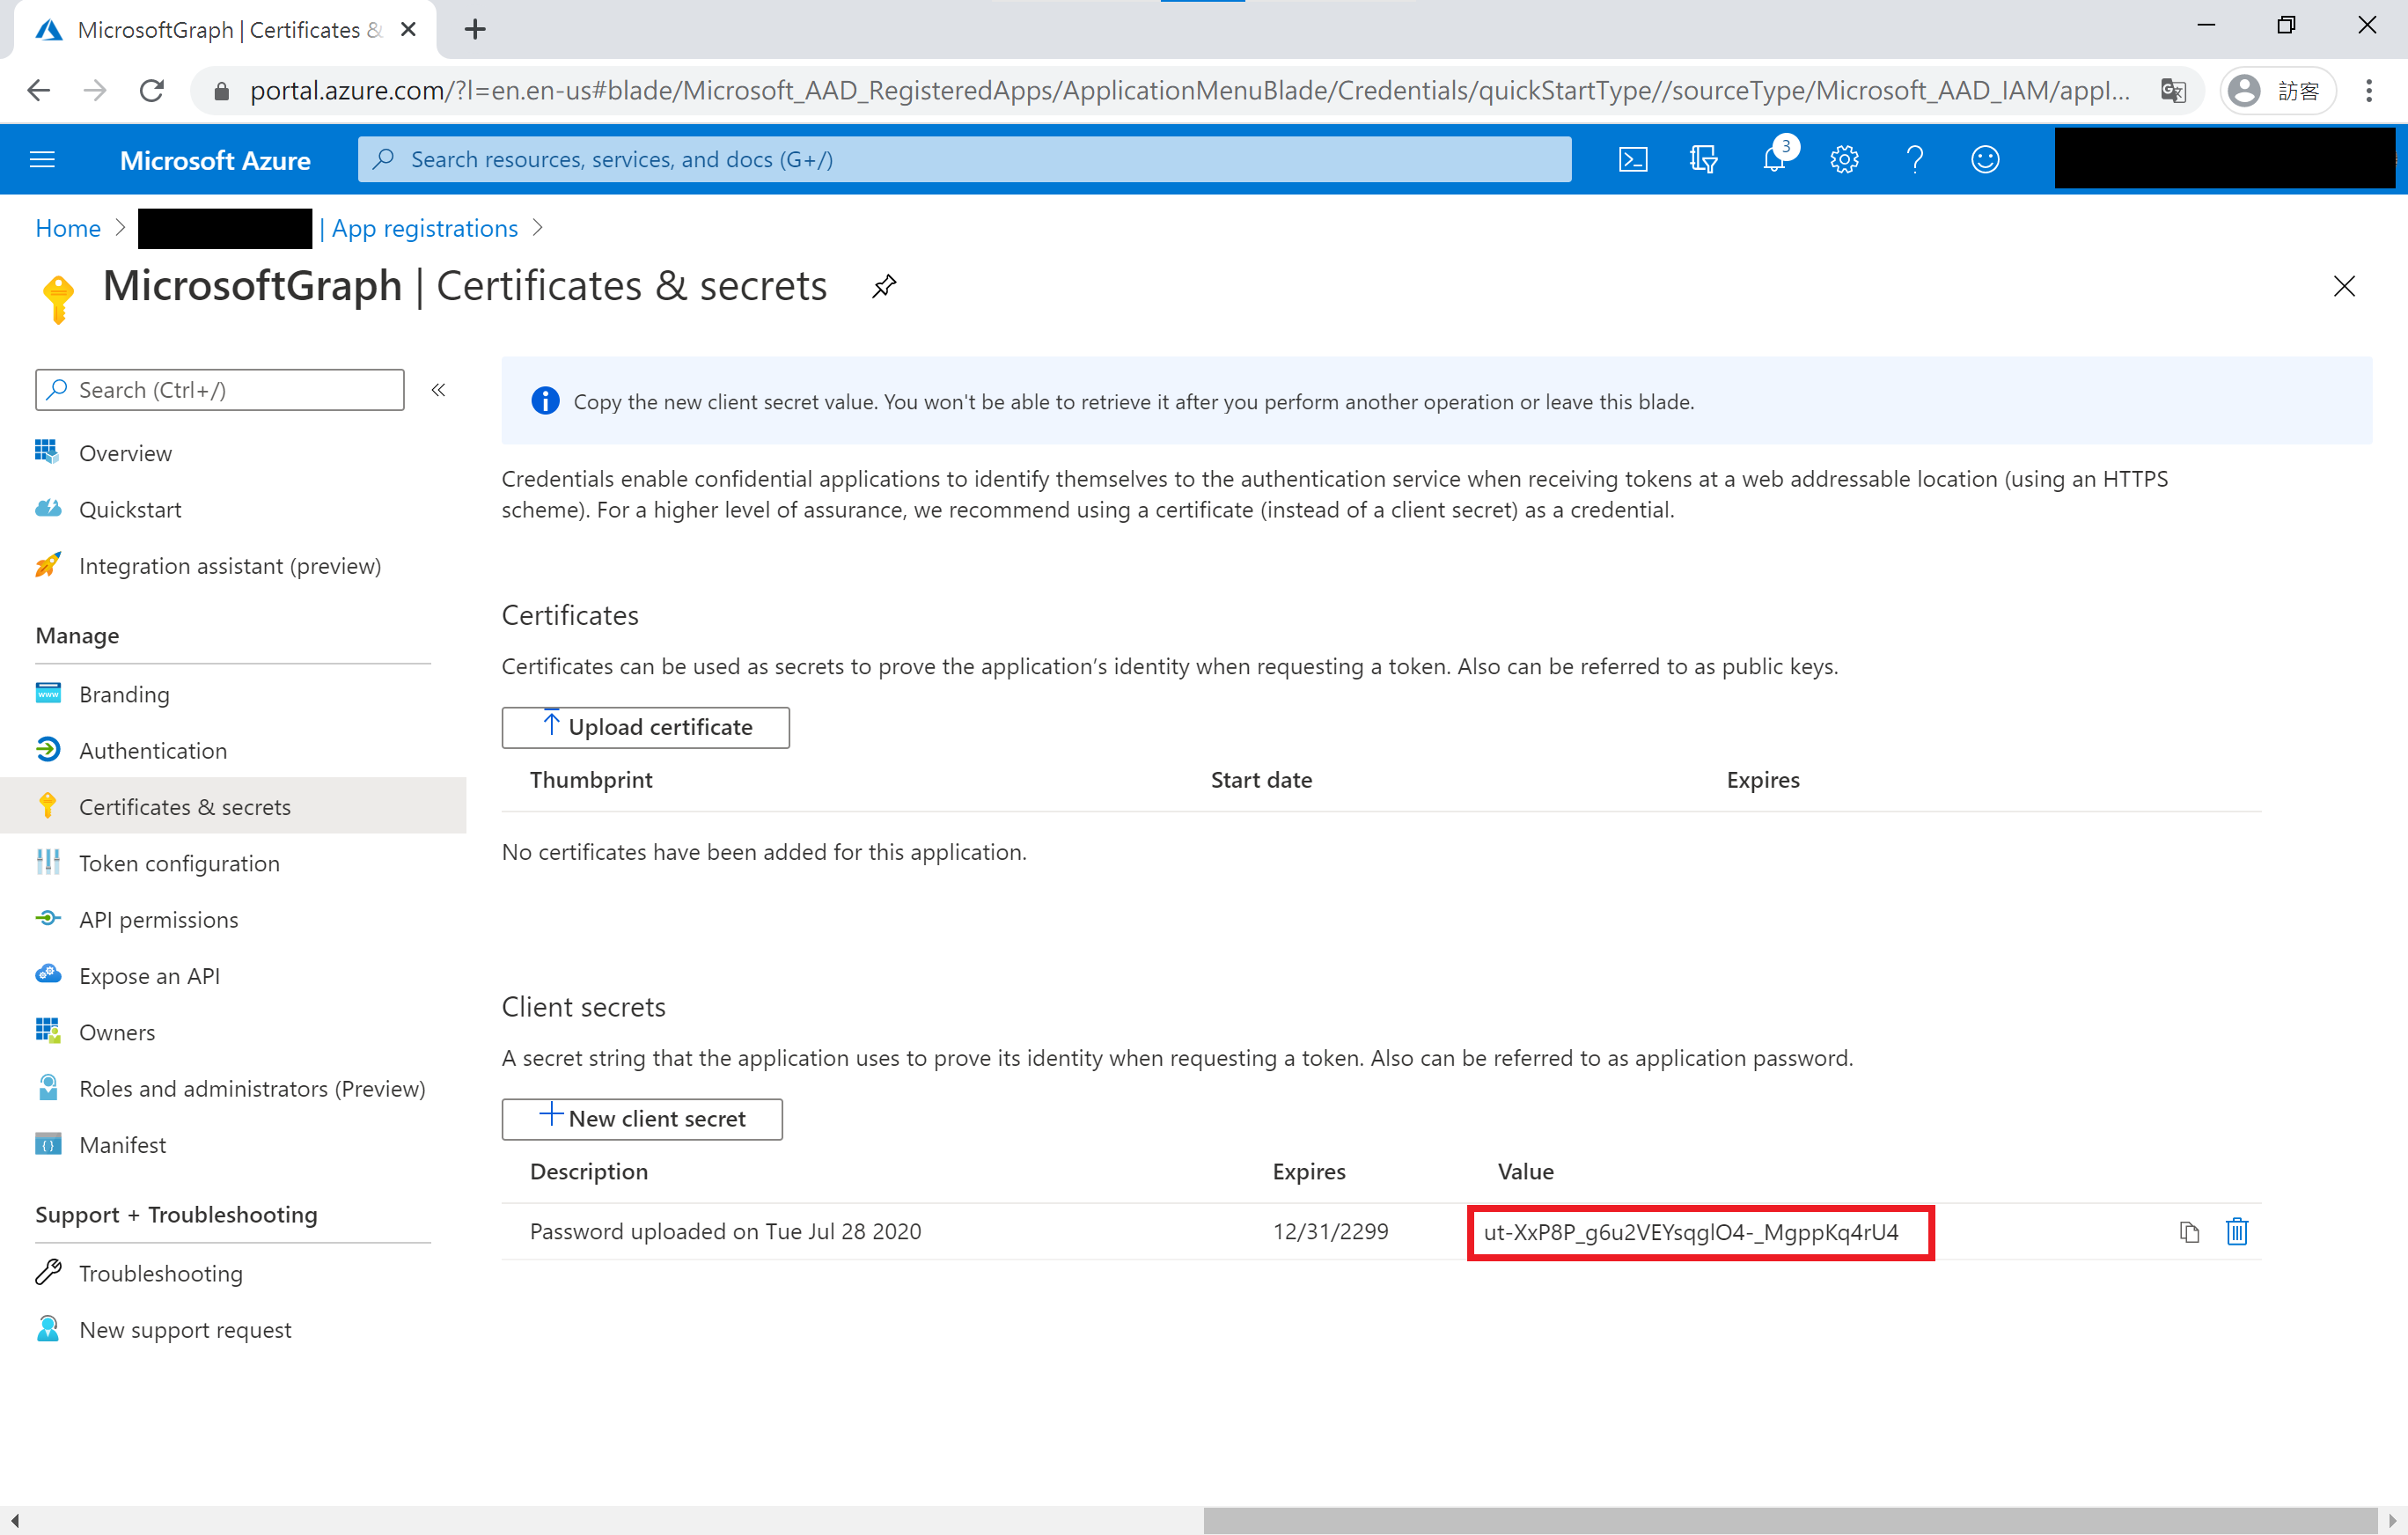 MicrosoftGraph | Certificates &
portal.azure.com/?l=en.en-us#blade/Microsoft_AAD_RegisteredApps/ApplicationMenuBlade/Credentials/quickStartType//sourceType/Microsoft_AAD_IAM/appI...
訪客
Microsoft Azure
Search resources, services, and docs (G+/)
3
Home > | App registrations >
MicrosoftGraph | Certificates & secrets
Search (Ctrl+/)
«
Overview
Quickstart
Integration assistant (preview)
Manage
Branding
Authentication
Certificates & secrets
Token configuration
API permissions
Expose an API
Owners
Roles and administrators (Preview)
Manifest
Support + Troubleshooting
Troubleshooting
New support request
Copy the new client secret value. You won't be able to retrieve it after you perform another operation or leave this blade.
Credentials enable confidential applications to identify themselves to the authentication service when receiving tokens at a web addressable location (using an HTTPS
scheme). For a higher level of assurance, we recommend using a certificate (instead of a client secret) as a credential.
Certificates
Certificates can be used as secrets to prove the application’s identity when requesting a token. Also can be referred to as public keys.
Upload certificate
Thumbprint Start date Expires
No certificates have been added for this application.
Client secrets
A secret string that the application uses to prove its identity when requesting a token. Also can be referred to as application password.
New client secret
Description Expires Value
Password uploaded on Tue Jul 28 2020 12/31/2299 ut-XxP8P_g6u2VEYsqglO4-_MgppKq4rU4